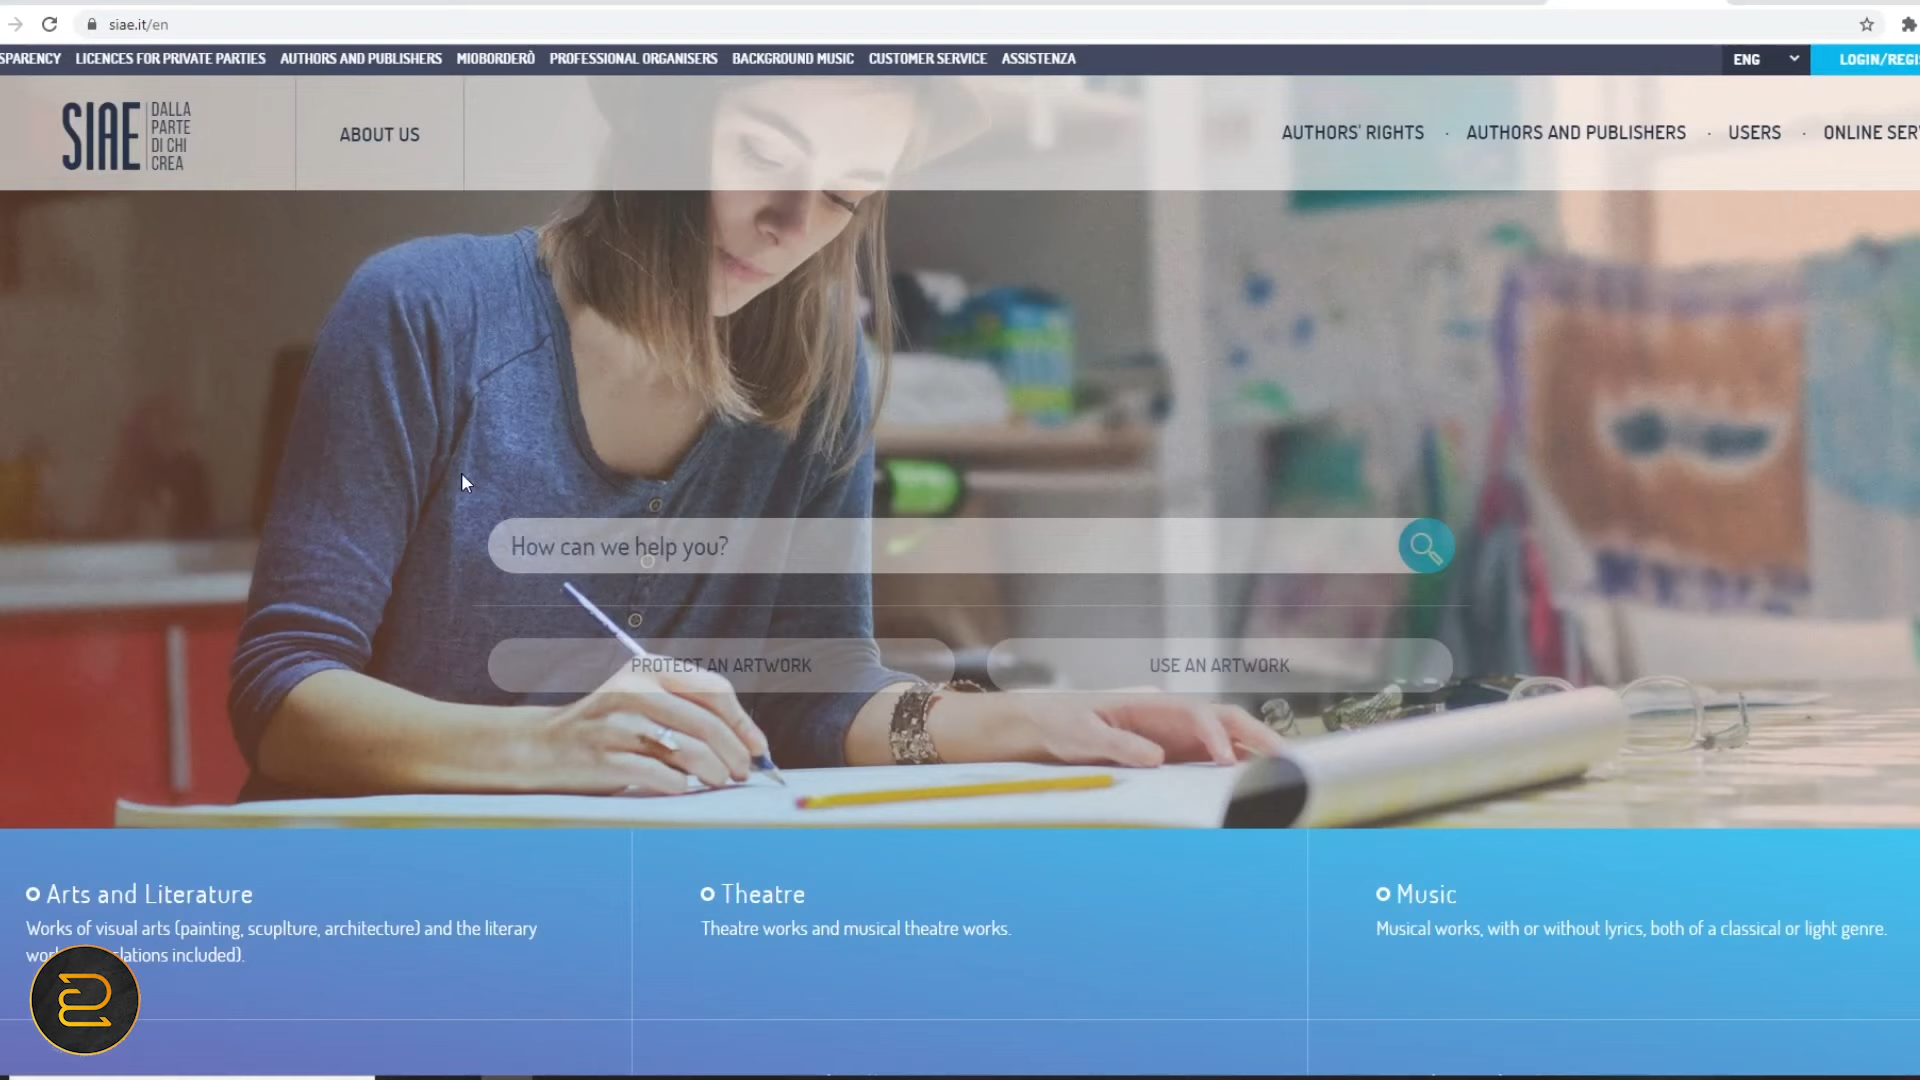 siae.it/en
SPARENCY LICENCES FOR PRIVATE PARTIES AUTHORS AND PUBLISHERS MIOBORDERÒ PROFESSIONAL ORGANISERS BACKGROUND MUSIC CUSTOMER SERVICE ASSISTENZA ENG LOGIN/REGI
SIAE
DALLA
PARTE
DI CHI
CREA
ABOUT US
AUTHORS' RIGHTS · AUTHORS AND PUBLISHERS · USERS · ONLINE SER
How can we help you?
PROTECT AN ARTWORK
USE AN ARTWORK
Arts and Literature
Works of visual arts (painting, scuplture, architecture) and the literary
lations included).
Theatre
Theatre works and musical theatre works.
Music
Musical works, with or without lyrics, both of a classical or light genre.